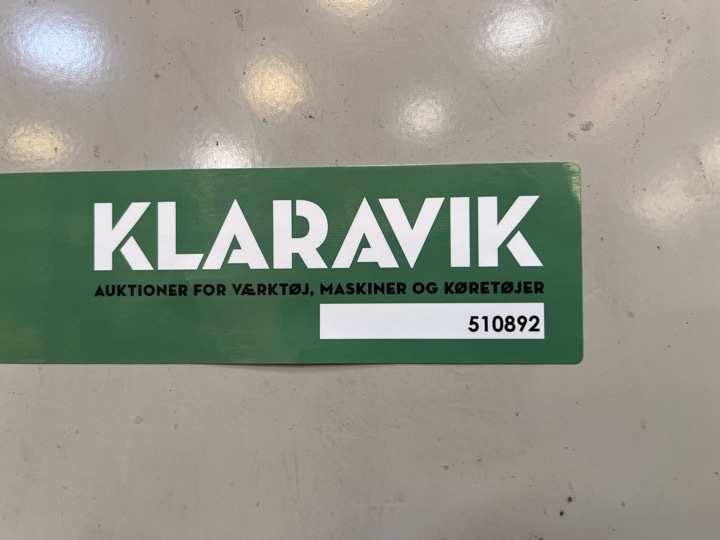 KLARAVIK
AUKTIONER FOR VÆRKTØJ, MASKINER OG KØRETØJER
510892